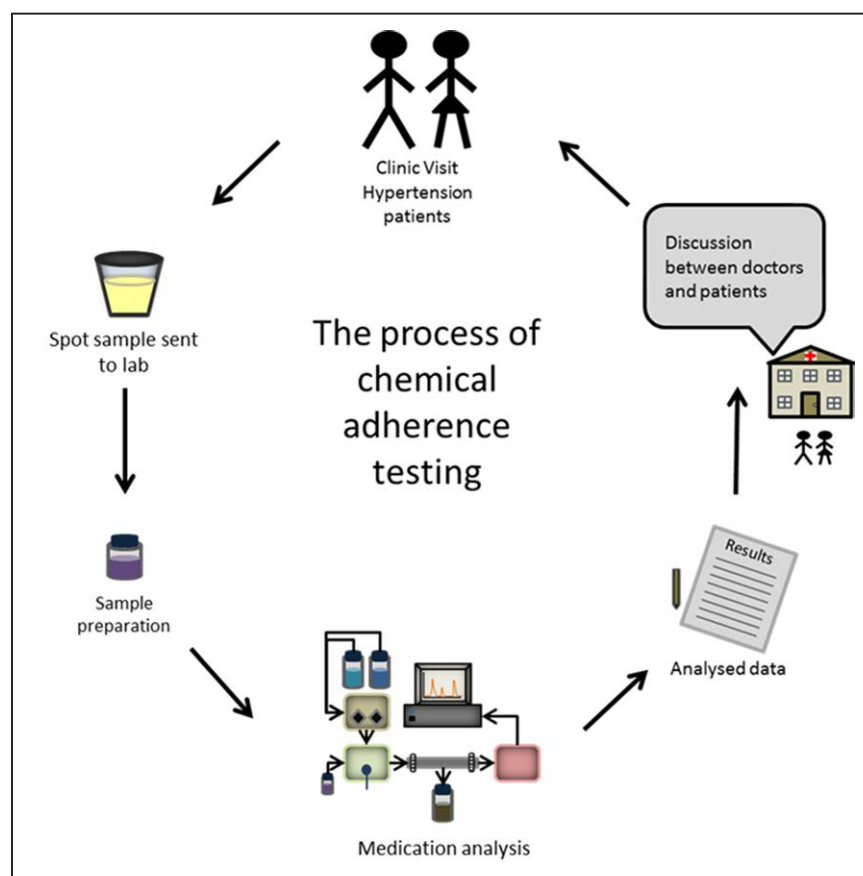 Clinic Visit
Hypertension
patients
Spot sample sent
to lab
Sample
preparation
Medication analysis
Results
Analysed data
Discussion
between doctors
and patients
The process of
chemical
adherence
testing